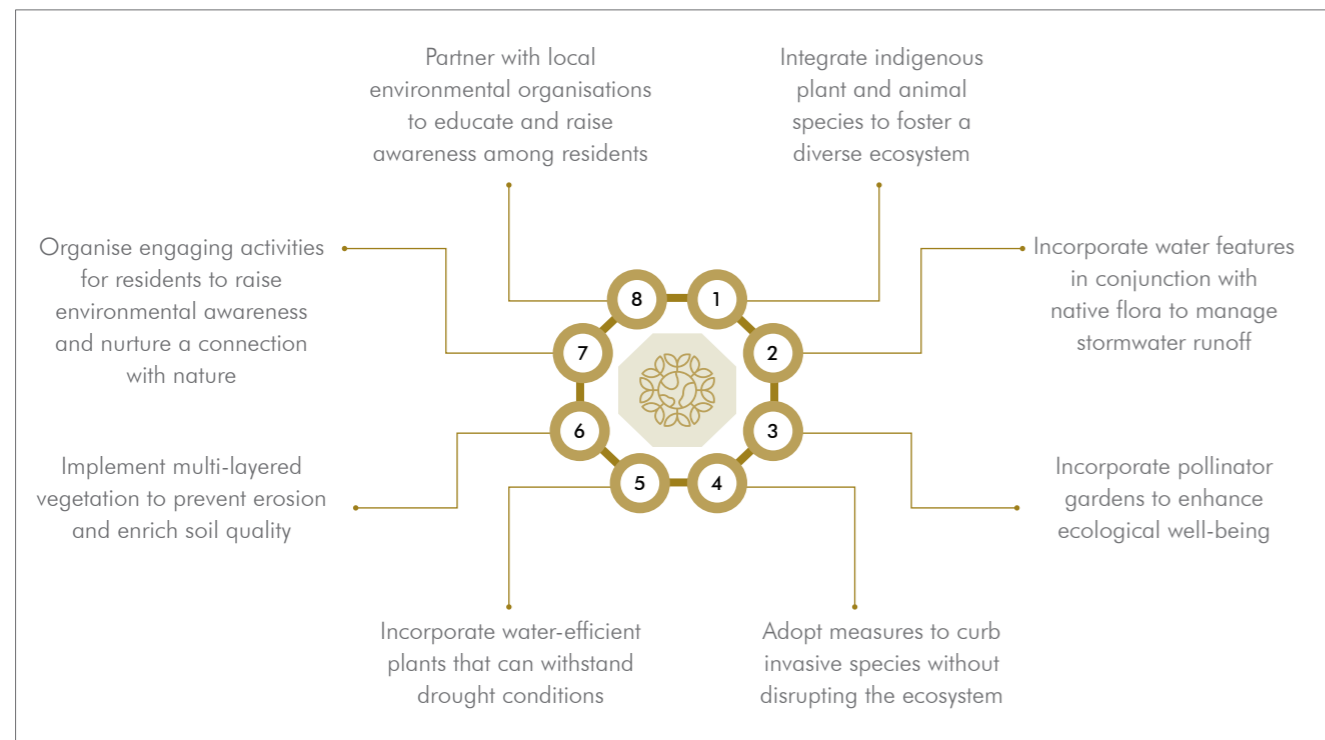 Partner with local
environmental organisations
to educate and raise
awareness among residents
Integrate indigenous
plant and animal
species to foster a
diverse ecosystem
Organise engaging activities
for residents to raise
environmental awareness
and nurture a connection
with nature
Incorporate water features
in conjunction with
native flora to manage
stormwater runoff
8
1
7
2
6
3
5
4
Implement multi-layered
vegetation to prevent erosion
and enrich soil quality
Incorporate pollinator
gardens to enhance
ecological well-being
Incorporate water-efficient
plants that can withstand
drought conditions
Adopt measures to curb
invasive species without
disrupting the ecosystem